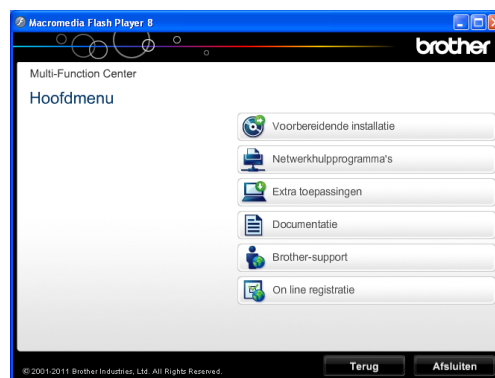 Macromedia Flash Player 8
brother
Multi-Function Center
Hoofdmenu
Voorbereidende installatie
Netwerkhulpprogramma's
Extra toepassingen
Documentatie
Brother-support
On line registratie
© 2001-2011 Brother Industries, Ltd. All Rights Reserved.
Terug
Afsluiten